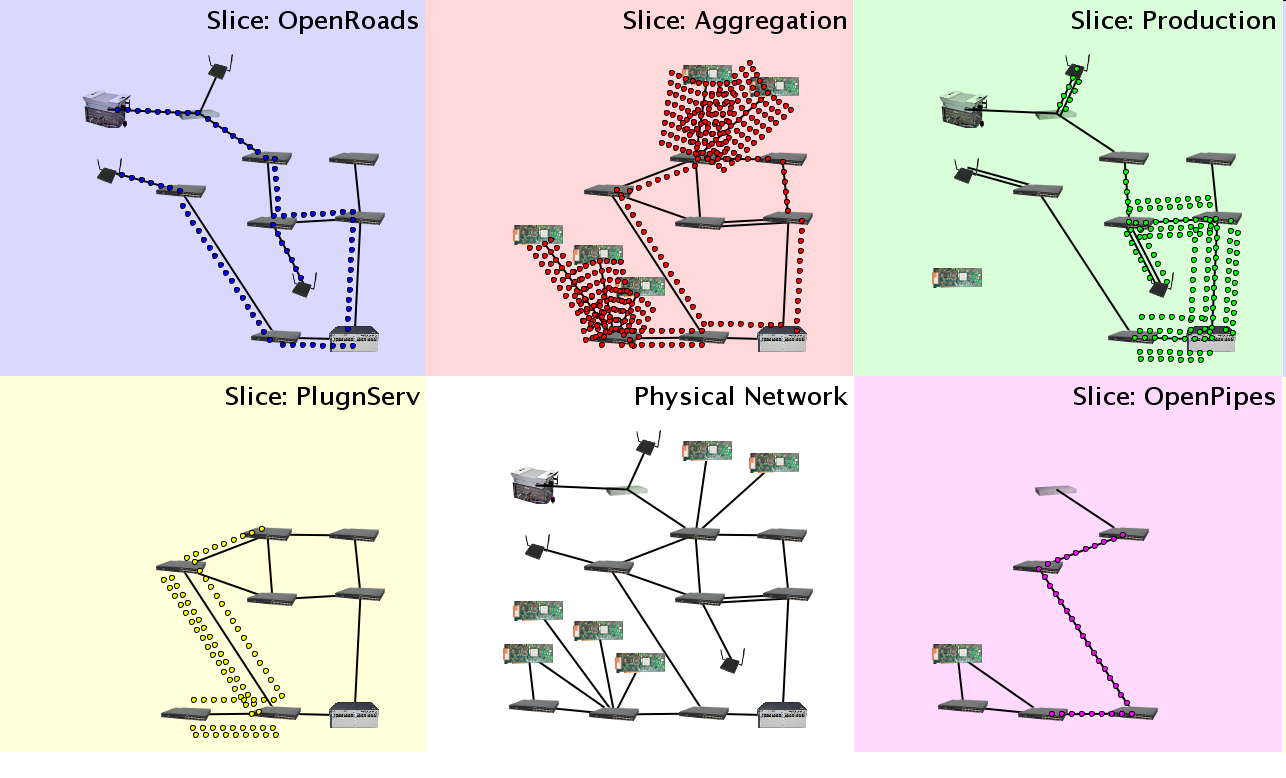 Slice: OpenRoads
Slice: Aggregation
Slice: Production
Slice: PlugnServ
Physical Network
Slice: OpenPipes